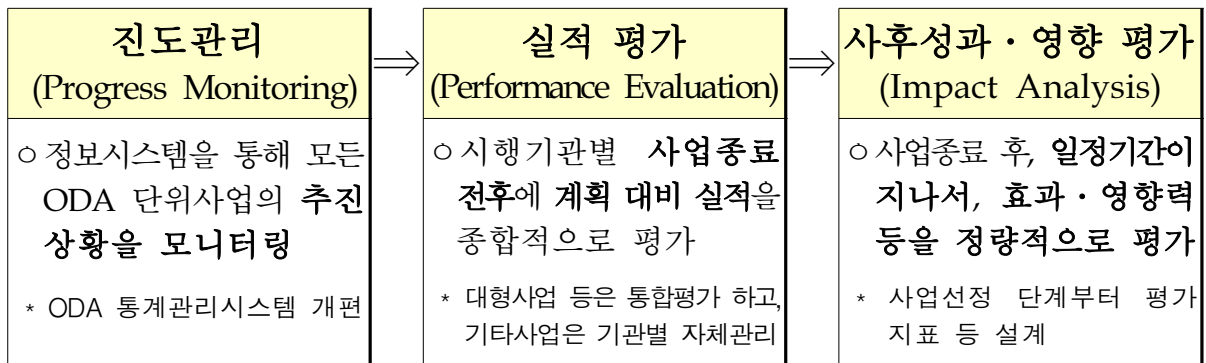 진도관리
(Progress Monitoring)
○ 정보시스템을 통해 모든
ODA 단위사업의 추진
상황을 모니터링
* ODA 통계관리시스템 개편
⇒
실적 평가
(Performance Evaluation)
○ 시행기관별 사업종료
전후에 계획 대비 실적을
종합적으로 평가
* 대형사업 등은 통합평가 하고,
기타사업은 기관별 자체관리
⇒
사후성과・영향 평가
(Impact Analysis)
○ 사업종료 후, 일정기간이
지나서, 효과・영향력
등을 정량적으로 평가
* 사업선정 단계부터 평가
지표 등 설계